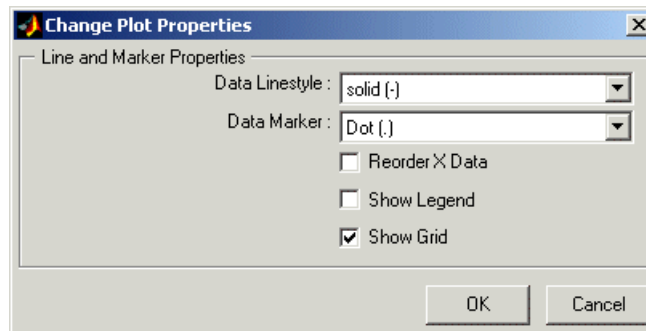 Change Plot Properties
Line and Marker Properties
Data Linestyle : solid (-)
Data Marker : Dot (.)
Reorder X Data
Show Legend
Show Grid
OK Cancel